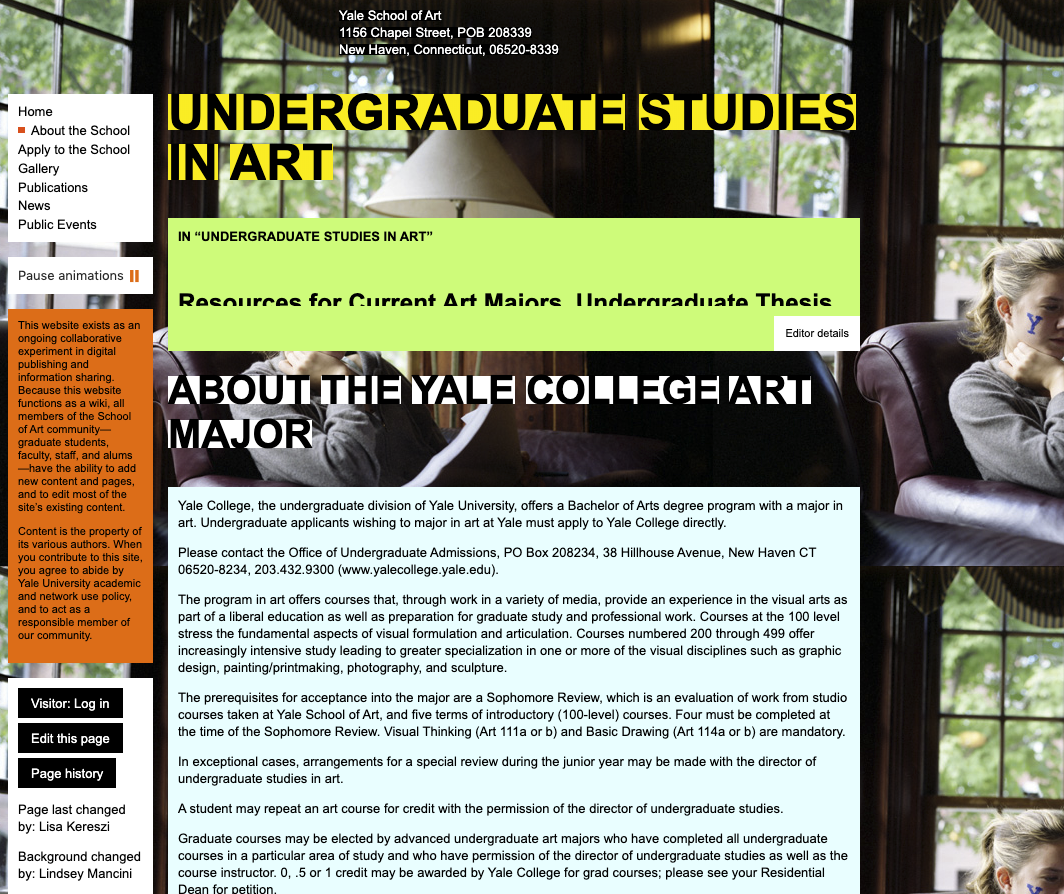 Yale School of Art
1156 Chapel Street, POB 208339
New Haven, Connecticut, 06520-8339
Home
About the School
Apply to the School
Gallery
Publications
News
Public Events
Pause animations
This website exists as an
ongoing collaborative
experiment in digital
publishing and
information sharing.
Because this website
functions as a wiki, all
members of the School
of Art community—
graduate students,
faculty, staff, and alums
—have the ability to add
new content and pages,
and to edit most of the
site's existing content.
Content is the property of
its various authors. When
you contribute to this site,
you agree to abide by
Yale University academic
and network use policy,
and to act as a
responsible member of
our community.
Visitor: Log in
Edit this page
Page history
Page last changed
by: Lisa Kereszi
Background changed
by: Lindsey Mancini
UNDERGRADUATE STUDIES
IN ART
IN “UNDERGRADUATE STUDIES IN ART”
Resources for Current Art Majors, Undergraduate Thesis
Editor details
ABOUT THE YALE COLLEGE ART
MAJOR
Yale College, the undergraduate division of Yale University, offers a Bachelor of Arts degree program with a major in
art. Undergraduate applicants wishing to major in art at Yale must apply to Yale College directly.
Please contact the Office of Undergraduate Admissions, PO Box 208234, 38 Hillhouse Avenue, New Haven CT
06520-8234, 203.432.9300 (www.yalecollege.yale.edu).
The program in art offers courses that, through work in a variety of media, provide an experience in the visual arts as
part of a liberal education as well as preparation for graduate study and professional work. Courses at the 100 level
stress the fundamental aspects of visual formulation and articulation. Courses numbered 200 through 499 offer
increasingly intensive study leading to greater specialization in one or more of the visual disciplines such as graphic
design, painting/printmaking, photography, and sculpture.
The prerequisites for acceptance into the major are a Sophomore Review, which is an evaluation of work from studio
courses taken at Yale School of Art, and five terms of introductory (100-level) courses. Four must be completed at
the time of the Sophomore Review. Visual Thinking (Art 111a or b) and Basic Drawing (Art 114a or b) are mandatory.
In exceptional cases, arrangements for a special review during the junior year may be made with the director of
undergraduate studies in art.
A student may repeat an art course for credit with the permission of the director of undergraduate studies.
Graduate courses may be elected by advanced undergraduate art majors who have completed all undergraduate
courses in a particular area of study and who have permission of the director of undergraduate studies as well as the
course instructor. 0, .5 or 1 credit may be awarded by Yale College for grad courses; please see your Residential
Dean for petition.
Y